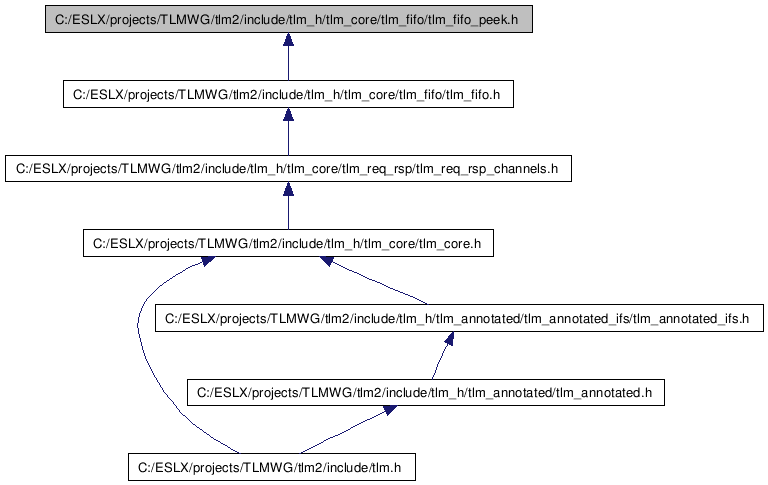 C:/ESLX/projects/TLMWG/tlm2/include/tlm_h/tlm_core/tlm_fifo/tlm_fifo_peek.h
C:/ESLX/projects/TLMWG/tlm2/include/tlm_h/tlm_core/tlm_fifo/tlm_fifo.h
C:/ESLX/projects/TLMWG/tlm2/include/tlm_h/tlm_core/tlm_req_rsp/tlm_req_rsp_channels.h
C:/ESLX/projects/TLMWG/tlm2/include/tlm_h/tlm_core/tlm_core.h
C:/ESLX/projects/TLMWG/tlm2/include/tlm_h/tlm_annotated/tlm_annotated_ifs/tlm_annotated_ifs.h
C:/ESLX/projects/TLMWG/tlm2/include/tlm_h/tlm_annotated/tlm_annotated.h
C:/ESLX/projects/TLMWG/tlm2/include/tlm.h